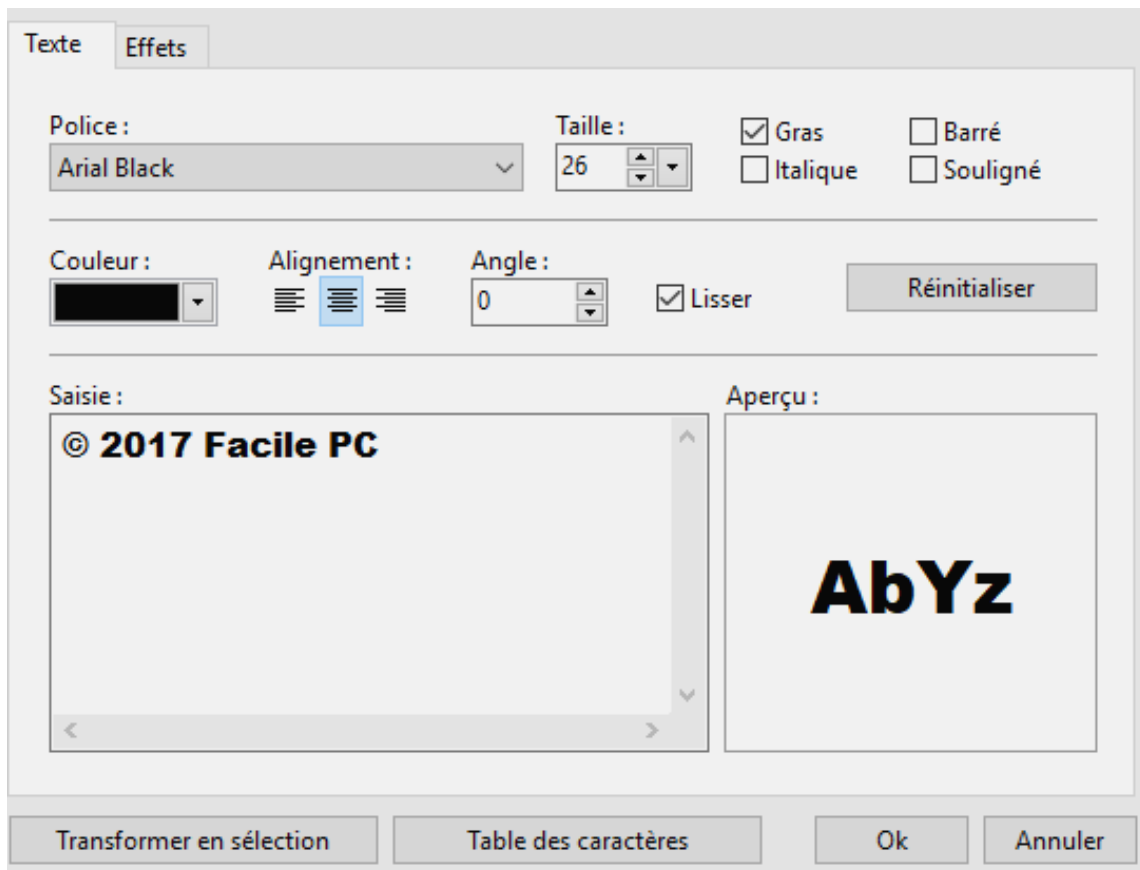 Texte Effets
Police : Taille :
Arial Black 26 Gras Barré
Italique Souligné
Couleur : Alignement : Angle :
0 Lisser Réinitialiser
Saisie : Aperçu :
© 2017 Facile PC
AbYz
Transformer en sélection Table des caractères Ok Annuler